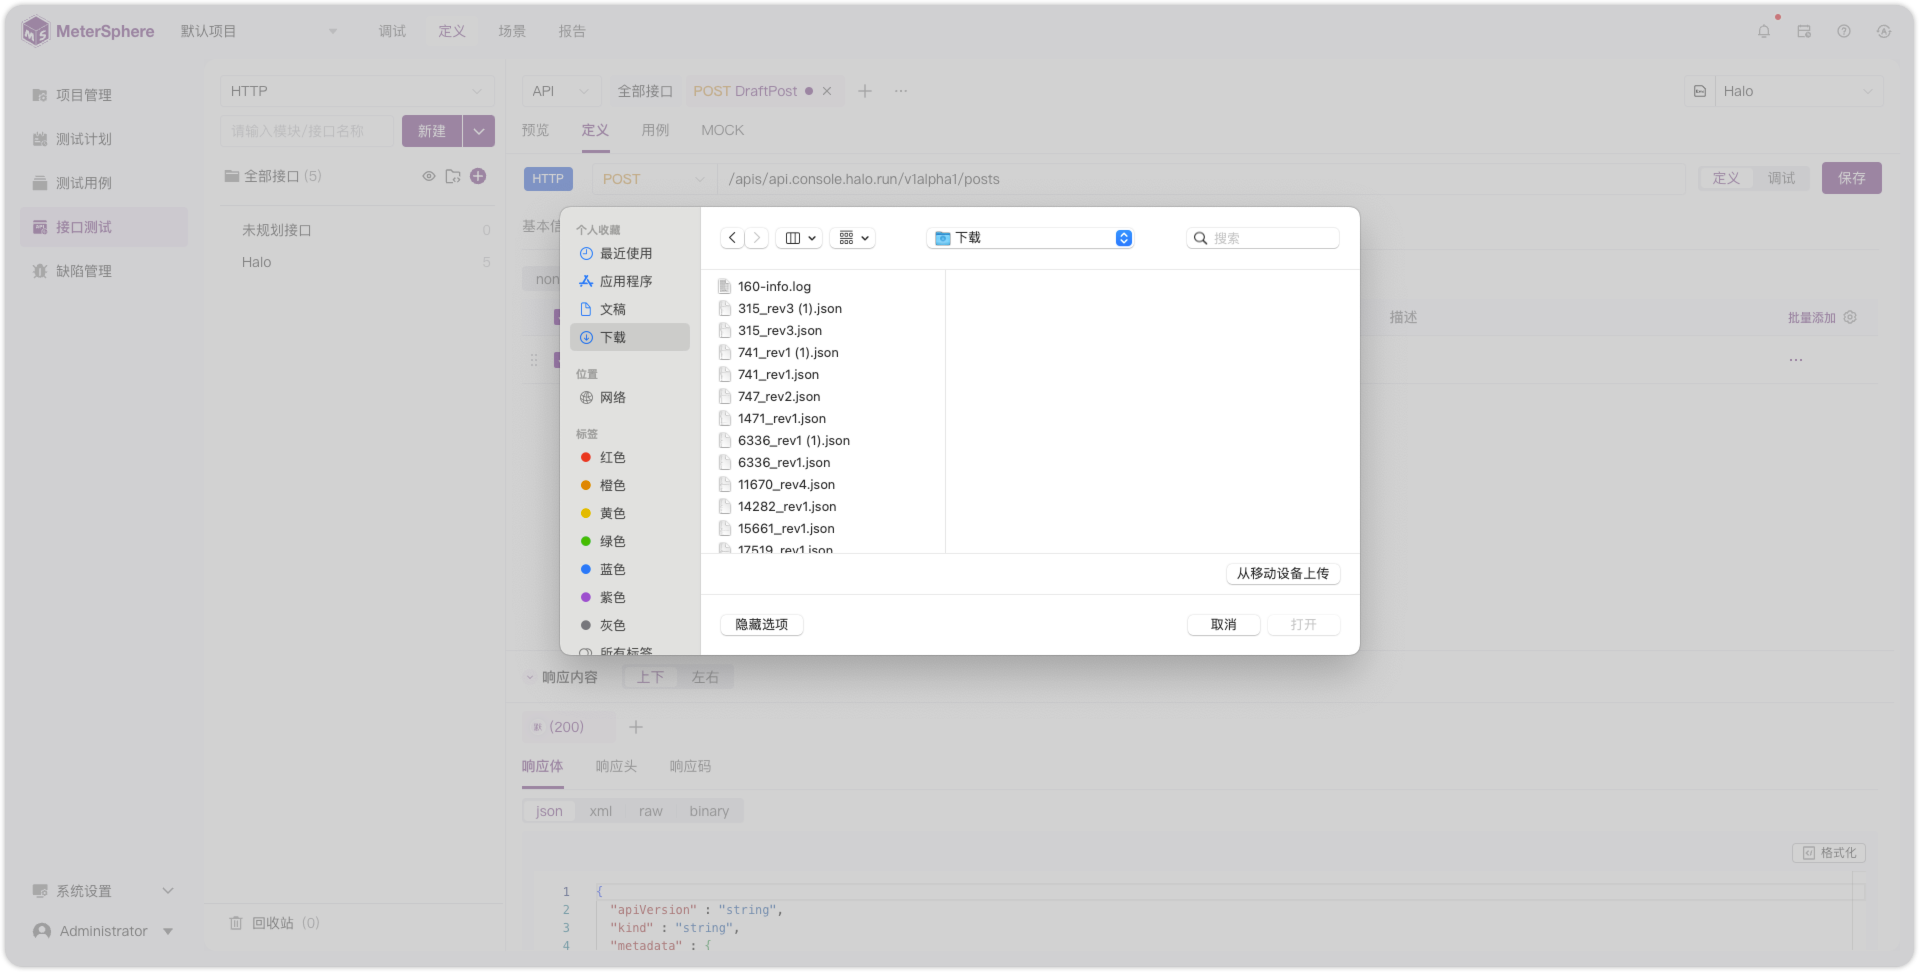 MeterSphere 默认项目 调试 定义 场景 报告
项目管理
测试计划
测试用例
接口测试
缺陷管理
系统设置
Administrator
HTTP
请输入模块/接口名称 新建
全部接口 (5)
未规划接口 0
Halo 5
回收站 (0)
API 全部接口 POST DraftPost Halo
预览 定义 用例 MOCK
HTTP POST /apis/api.console.halo.run/v1alpha1/posts 定义 调试 保存
基本信
non
描述 批量添加
个人收藏
最近使用
应用程序
文稿
下载
位置
网络
标签
红色
橙色
黄色
绿色
蓝色
紫色
灰色
所有标签
下载 搜索
160-info.log
315_rev3 (1).json
315_rev3.json
741_rev1 (1).json
741_rev1.json
747_rev2.json
1471_rev1.json
6336_rev1 (1).json
6336_rev1.json
11670_rev4.json
14282_rev1.json
15661_rev1.json
17519_rev1.json
从移动设备上传
隐藏选项 取消 打开
响应内容 上下 左右
(200)
响应体 响应头 响应码
json xml raw binary
格式化
1 {
2 "apiVersion" : "string",
3 "kind" : "string",
4 "metadata" : {